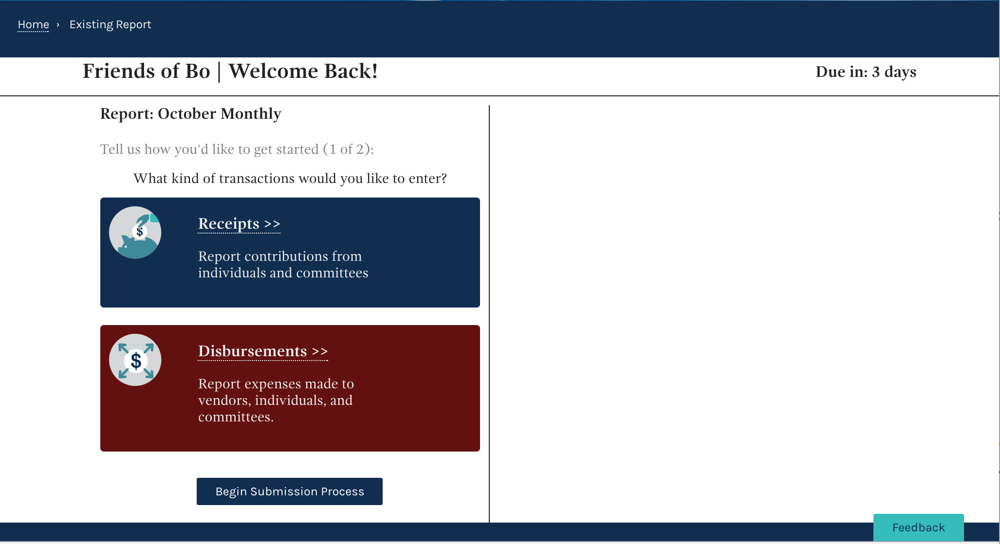 Home › Existing Report
Friends of Bo | Welcome Back!
Due in: 3 days
Report: October Monthly
Tell us how you'd like to get started (1 of 2):
What kind of transactions would you like to enter?
$
Receipts >>
Report contributions from
individuals and committees
$
Disbursements >>
Report expenses made to
vendors, individuals, and
committees.
Begin Submission Process
Feedback